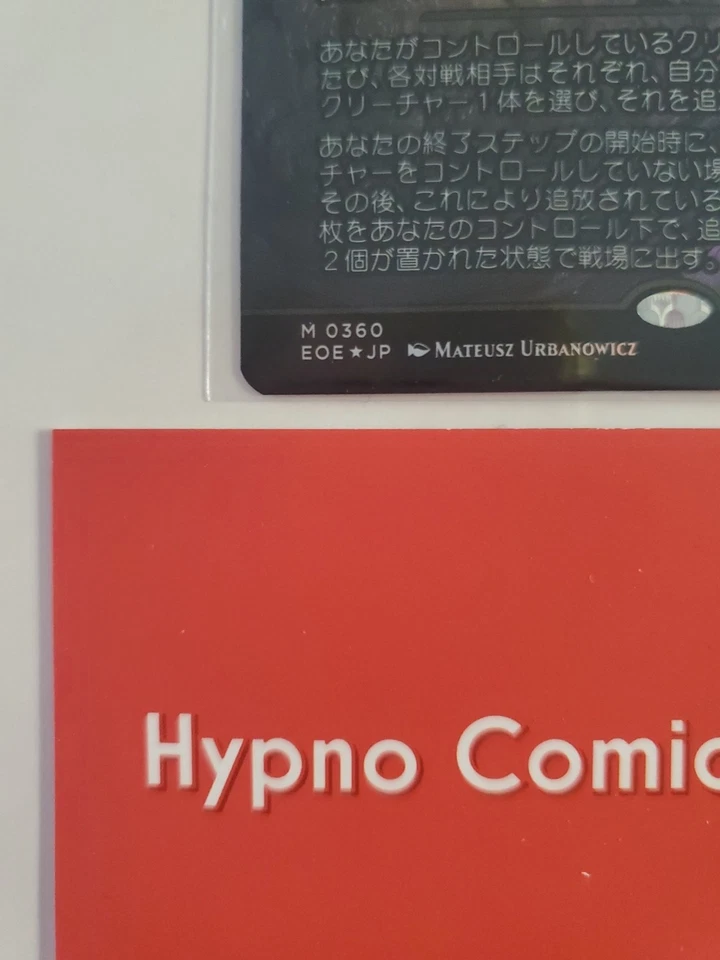 あなたがコントロールしているクリ
たび、各対戦相手はそれぞれ、自分
クリーチャー1体を選び、それを追
あなたの終了ステップの開始時に、
チャーをコントロールしていない場
その後、これにより追放されている
枚をあなたのコントロール下で、追
2個が置かれた状態で戦場に出す。
M 0360
EOE★JP MATEUSZ URBANOWICZ
Hypno Comic